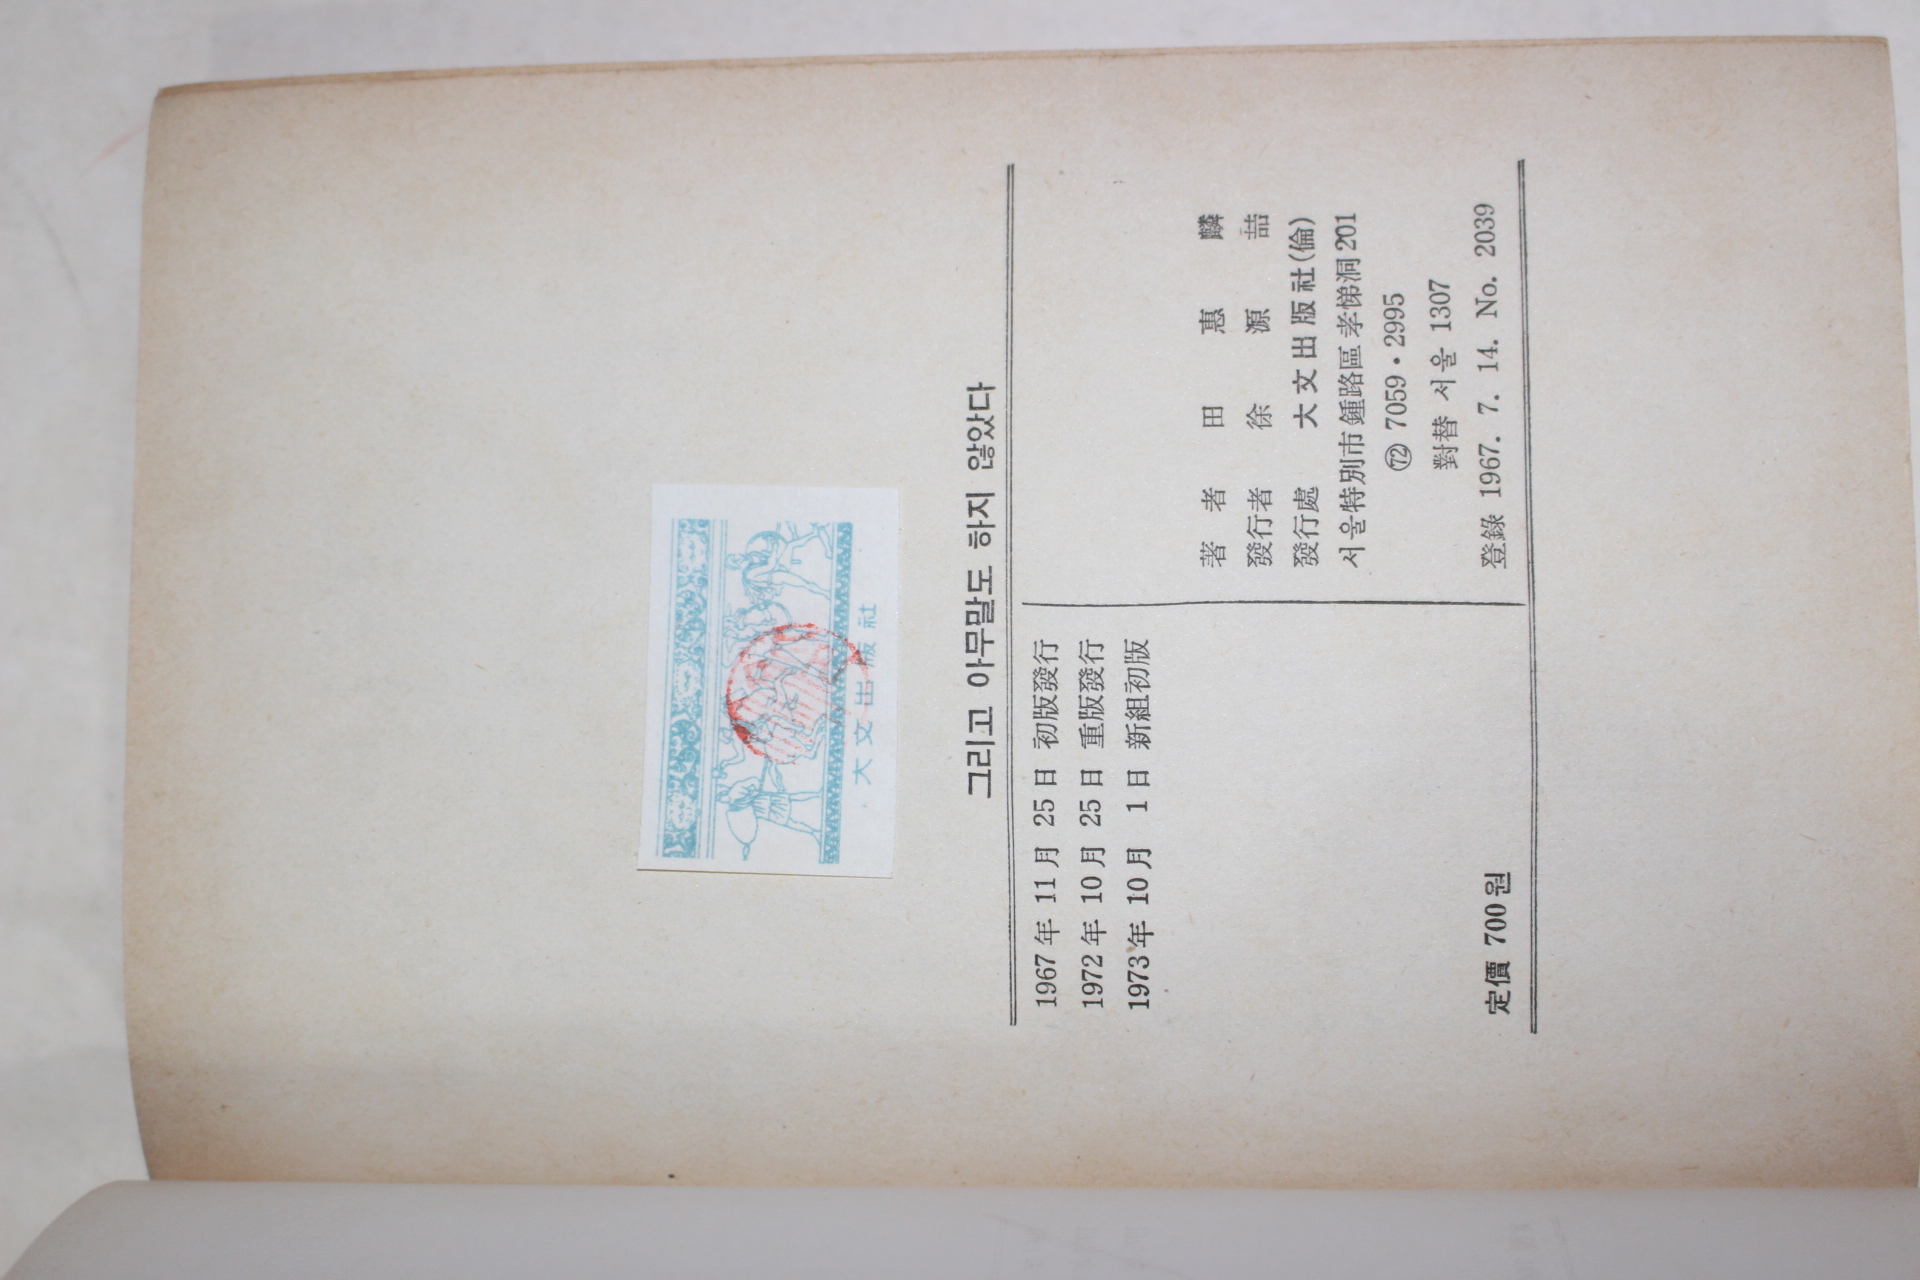 大文出版社
그리고 아무말도 하지 않았다
1967年 11月 25日 初版發行
1972年 10月 25日 重版發行
1973年 10月 1日 新組初版
定價 700원
著者 田惠麟
發行者 徐源喆
發行處 大文出版社(倫)
서울特別市鍾路區孝悌洞201
㉒ 7059・2995
對替 서울 1307
登錄 1967. 7. 14. No. 2039